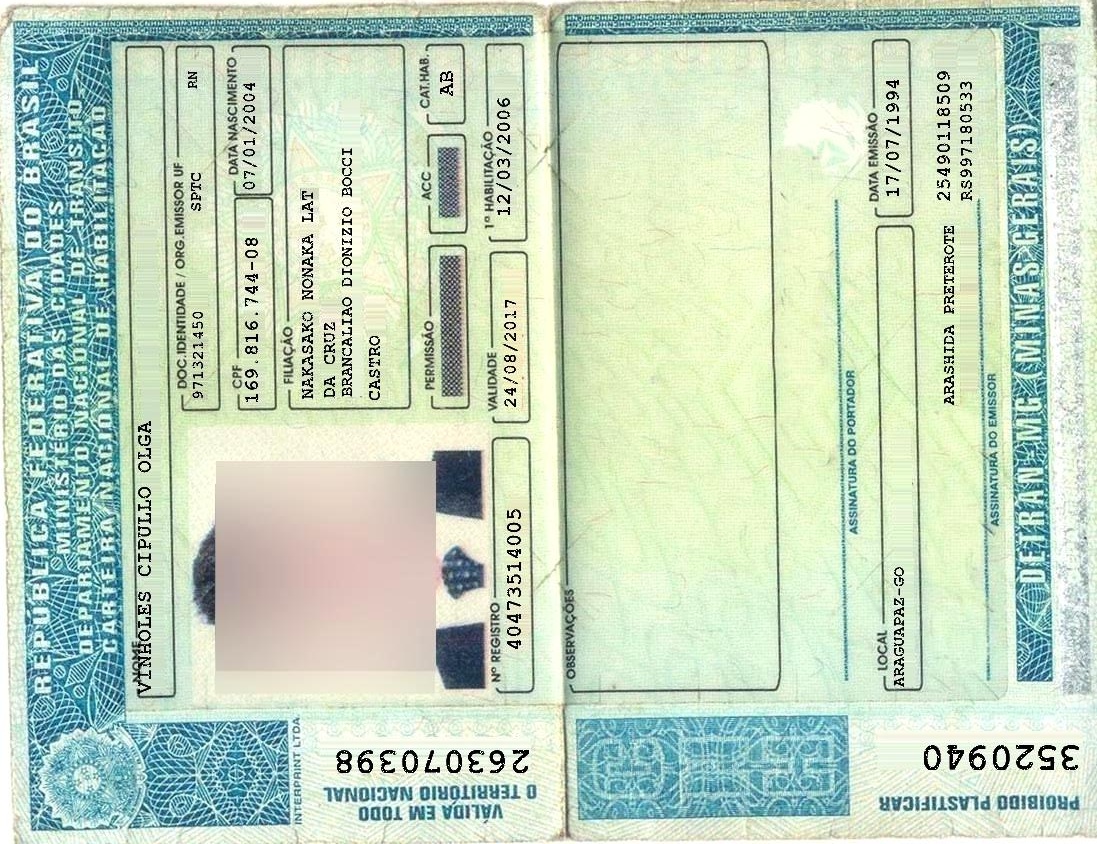 REPÚBLICA FEDERATIVA DO BRASIL
MINISTÉRIO DAS CIDADES
DEPARTAMENTO NACIONAL DE TRÂNSITO
CARTEIRA NACIONAL DE HABILITAÇÃO
NOME
VINHOLES CIPULLO OLGA
DOC.IDENTIDADE / ORG.EMISSOR UF
971321450 SPTC RN
CPF
169.816.744-08
DATA NASCIMENTO
07/01/2004
FILIAÇÃO
NAKASAKO NONAKA LAT
DA CRUZ
BRANCALIAO DIONIZIO BOCCI
CASTRO
PERMISSÃO
ACC
CAT.HAB.
AB
Nº REGISTRO
40473514005
VALIDADE
24/08/2017
1ª HABILITAÇÃO
12/03/2006
OBSERVAÇÕES
ASSINATURA DO PORTADOR
LOCAL
ARAGUAPAZ-GO
DATA EMISSÃO
17/07/1994
ARASHIDA PRETEROTE
25490118509
RS997180533
ASSINATURA DO EMISSOR
DETRAN-MG (MINAS GERAIS)
INTERPRINT LTDA.
VÁLIDA EM TODO
O TERRITÓRIO NACIONAL
263070398
PROIBIDO PLASTIFICAR
3520940